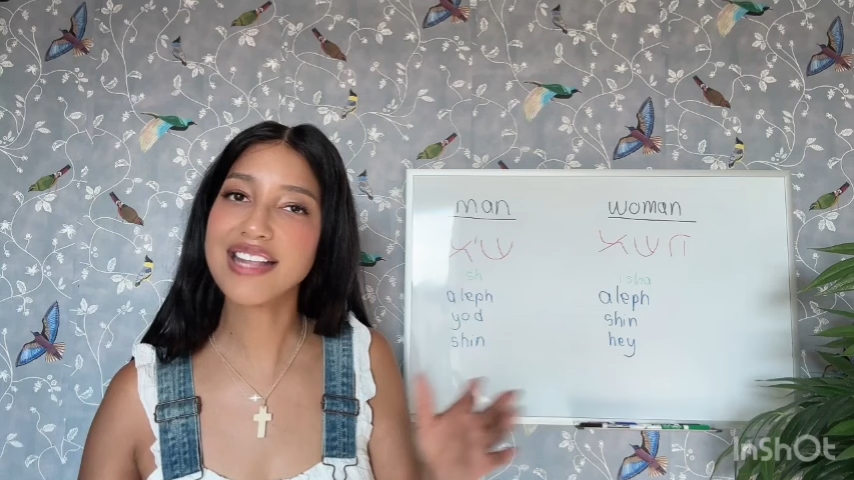 man
איש
ish
aleph
yod
shin
woman
אשה
isha
aleph
shin
hey
InShOt